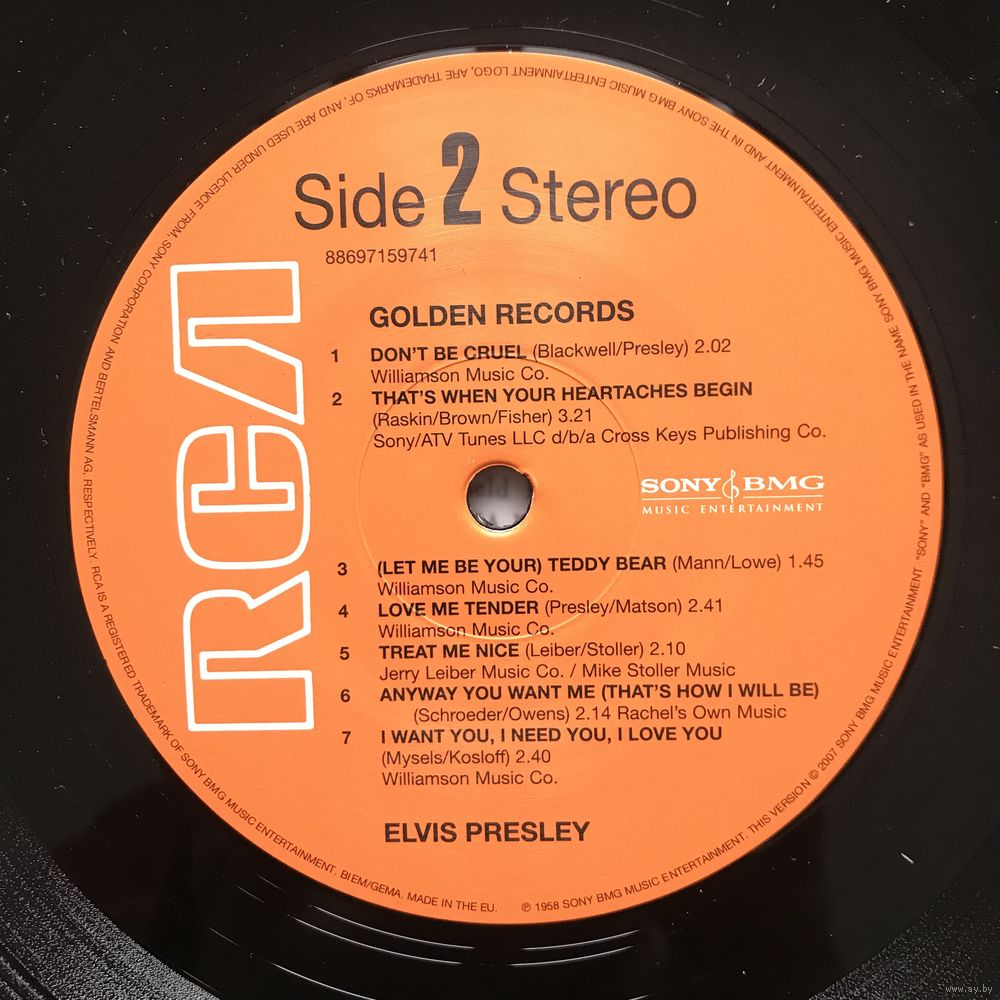 Side 2 Stereo
88697159741
GOLDEN RECORDS
1 DON'T BE CRUEL (Blackwell/Presley) 2.02
Williamson Music Co.
2 THAT'S WHEN YOUR HEARTACHES BEGIN
(Raskin/Brown/Fisher) 3.21
Sony/ATV Tunes LLC d/b/a Cross Keys Publishing Co.
RCA
SONY BMG
MUSIC ENTERTAINMENT
3 (LET ME BE YOUR) TEDDY BEAR (Mann/Lowe) 1.45
Williamson Music Co.
4 LOVE ME TENDER (Presley/Matson) 2.41
Williamson Music Co.
5 TREAT ME NICE (Leiber/Stoller) 2.10
Jerry Leiber Music Co. / Mike Stoller Music
6 ANYWAY YOU WANT ME (THAT'S HOW I WILL BE)
(Schroeder/Owens) 2.14 Rachel's Own Music
7 I WANT YOU, I NEED YOU, I LOVE YOU
(Mysels/Kosloff) 2.40
Williamson Music Co.
ELVIS PRESLEY
℗ 1958 SONY BMG MUSIC ENTERTAINMENT. THIS VERSION © 2007 SONY BMG MUSIC ENTERTAINMENT. "SONY" AND "BMG" AS USED IN THE NAME SONY BMG MUSIC ENTERTAINMENT AND IN THE SONY BMG MUSIC ENTERTAINMENT LOGO, ARE TRADEMARKS OF, AND ARE USED UNDER LICENCE FROM, SONY CORPORATION AND BERTELSMANN AG, RESPECTIVELY. RCA IS A REGISTERED TRADEMARK OF SONY BMG MUSIC ENTERTAINMENT. BIEM/GEMA. MADE IN THE EU.
www.ay.by